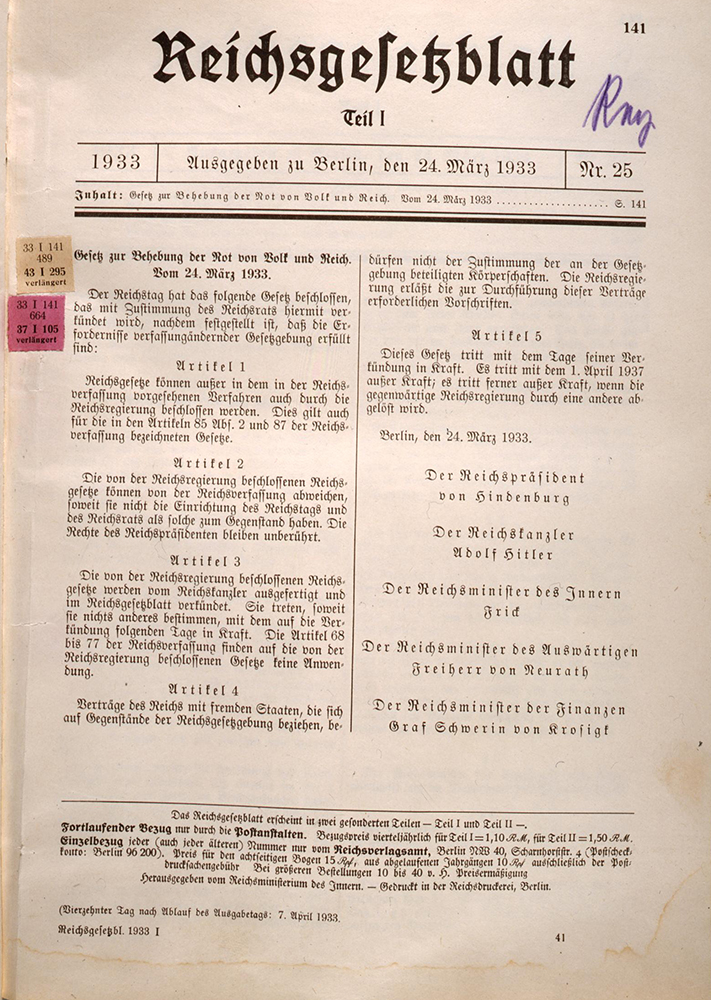 141
Reichsgesetzblatt
Teil I
1933
Ausgegeben zu Berlin, den 24. März 1933
Nr. 25
Inhalt: Gesetz zur Behebung der Not von Volk und Reich. Vom 24. März 1933 .................... S. 141
33 I 141
489
43 I 295
verlängert
33 I 141
664
37 I 105
verlängert
Gesetz zur Behebung der Not von Volk und Reich.
Vom 24. März 1933.
Der Reichstag hat das folgende Gesetz beschlossen,
das mit Zustimmung des Reichsrats hiermit ver-
kündet wird, nachdem festgestellt ist, daß die Er-
fordernisse verfassungändernder Gesetzgebung erfüllt
sind:
Artikel 1
Reichsgesetze können außer in dem in der Reichs-
verfassung vorgesehenen Verfahren auch durch die
Reichsregierung beschlossen werden. Dies gilt auch
für die in den Artikeln 85 Abs. 2 und 87 der Reichs-
verfassung bezeichneten Gesetze.
Artikel 2
Die von der Reichsregierung beschlossenen Reichs-
gesetze können von der Reichsverfassung abweichen,
soweit sie nicht die Einrichtung des Reichstags und
des Reichsrats als solche zum Gegenstand haben. Die
Rechte des Reichspräsidenten bleiben unberührt.
Artikel 3
Die von der Reichsregierung beschlossenen Reichs-
gesetze werden vom Reichskanzler ausgefertigt und
im Reichsgesetzblatt verkündet. Sie treten, soweit
sie nichts anderes bestimmen, mit dem auf die Ver-
kündung folgenden Tage in Kraft. Die Artikel 68
bis 77 der Reichsverfassung finden auf die von der
Reichsregierung beschlossenen Gesetze keine Anwen-
dung.
Artikel 4
Verträge des Reichs mit fremden Staaten, die sich
auf Gegenstände der Reichsgesetzgebung beziehen, be-
dürfen nicht der Zustimmung der an der Gesetz-
gebung beteiligten Körperschaften. Die Reichsregie-
rung erläßt die zur Durchführung dieser Verträge
erforderlichen Vorschriften.
Artikel 5
Dieses Gesetz tritt mit dem Tage seiner Ver-
kündung in Kraft. Es tritt mit dem 1. April 1937
außer Kraft; es tritt ferner außer Kraft, wenn die
gegenwärtige Reichsregierung durch eine andere ab-
gelöst wird.
Berlin, den 24. März 1933.
Der Reichspräsident
von Hindenburg
Der Reichskanzler
Adolf Hitler
Der Reichsminister des Innern
Frick
Der Reichsminister des Auswärtigen
Freiherr von Neurath
Der Reichsminister der Finanzen
Graf Schwerin von Krosigk
Das Reichsgesetzblatt erscheint in zwei gesonderten Teilen — Teil I und Teil II —.
Fortlaufender Bezug nur durch die Postanstalten. Bezugspreis vierteljährlich für Teil I = 1,10 RM, für Teil II = 1,50 RM.
Einzelbezug jeder (auch jeder älteren) Nummer nur vom Reichsverlagsamt, Berlin NW 40, Scharnhorststr. 4 (Postscheck-
konto: Berlin 96 200). Preis für den achtseitigen Bogen 15 Rpf, aus abgelaufenen Jahrgängen 10 Rpf ausschließlich der Post-
drucksachengebühr Bei größeren Bestellungen 10 bis 40 v. H. Preisermäßigung
Herausgegeben vom Reichsministerium des Innern. — Gedruckt in der Reichsdruckerei, Berlin.
(Vierzehnter Tag nach Ablauf des Ausgabetags: 7. April 1933.
Reichsgesetzbl. 1933 I
41